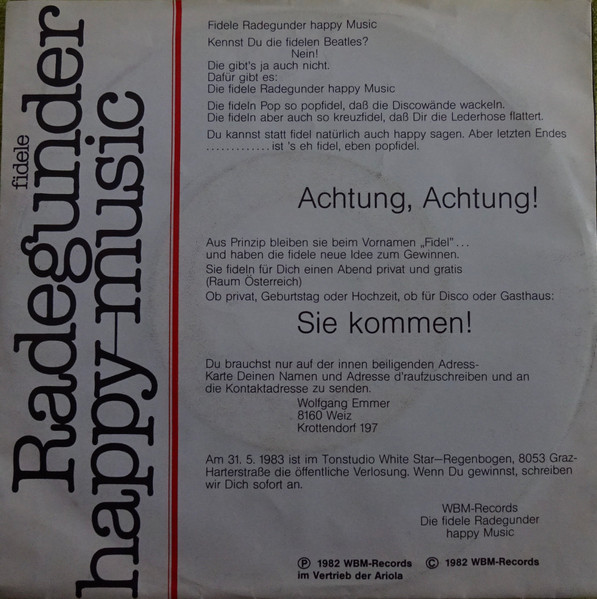 fidele
Radegunder
happy-music
Fidele Radegunder happy Music
Kennst Du die fidelen Beatles?
Nein!
Die gibt's ja auch nicht.
Dafür gibt es:
Die fidele Radegunder happy Music
Die fideln Pop so popfidel, daß die Discowände wackeln.
Die fideln aber auch so kreuzfidel, daß Dir die Lederhose flattert.
Du kannst statt fidel natürlich auch happy sagen. Aber letzten Endes
............. ist 's eh fidel, eben popfidel.
Achtung, Achtung!
Aus Prinzip bleiben sie beim Vornamen „Fidel"...
und haben die fidele neue Idee zum Gewinnen.
Sie fideln für Dich einen Abend privat und gratis
(Raum Österreich)
Ob privat, Geburtstag oder Hochzeit, ob für Disco oder Gasthaus:
Sie kommen!
Du brauchst nur auf der innen beiligenden Adress-
Karte Deinen Namen und Adresse d'raufzuschreiben und an
die Kontaktadresse zu senden.
Wolfgang Emmer
8160 Weiz
Krottendorf 197
Am 31. 5. 1983 ist im Tonstudio White Star–Regenbogen, 8053 Graz-
Harterstraße die öffentliche Verlosung. Wenn Du gewinnst, schreiben
wir Dich sofort an.
WBM-Records
Die fidele Radegunder
happy Music
Ⓟ 1982 WBM-Records © 1982 WBM-Records
im Vertrieb der Ariola